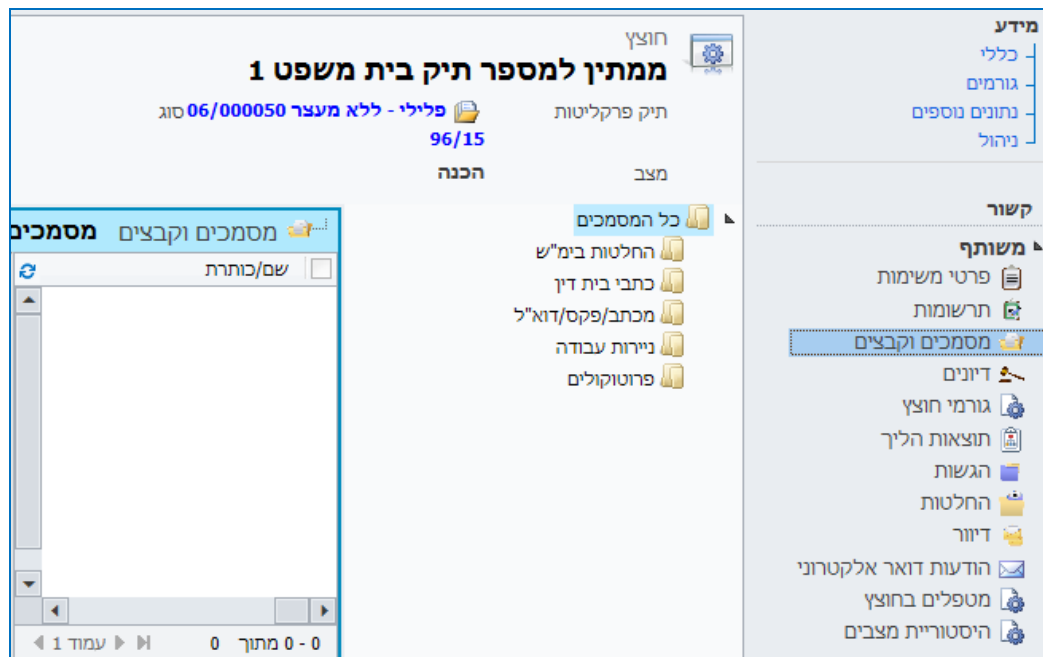 מידע
כללי
גורמים
נתונים נוספים
ניהול
קשור
משותף
פרטי משימות
תרשומות
מסמכים וקבצים
דיונים
גורמי חוצץ
תוצאות הליך
הגשות
החלטות
דיוור
הודעות דואר אלקטרוני
מטפלים בחוצץ
היסטוריית מצבים
חוצץ
ממתין למספר תיק בית משפט 1
תיק פרקליטות פלילי - ללא מעצר 06/000050 סוג
96/15
מצב הכנה
כל המסמכים
החלטות בימ"ש
כתבי בית דין
מכתב/פקס/דוא"ל
ניירות עבודה
פרוטוקולים
מסמכים וקבצים מסמכים
שם/כותרת
0 - 0 מתוך 0 עמוד 1